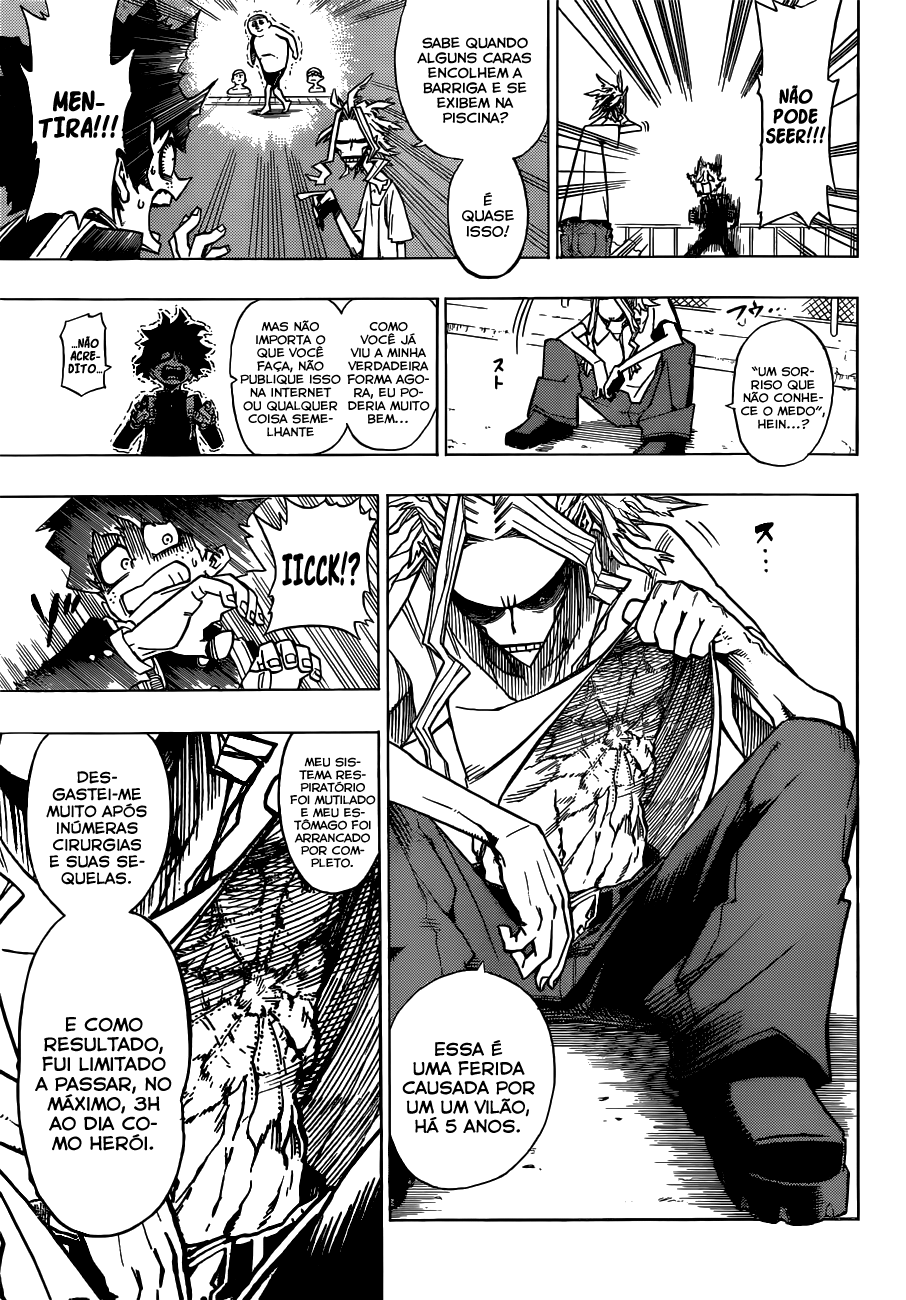 NÃO
PODE
SEER!!!
SABE QUANDO
ALGUNS CARAS
ENCOLHEM A
BARRIGA E SE
EXIBEM NA
PISCINA?
É
QUASE
ISSO!
MEN-
TIRA!!!
フゥ…
スト
"UM SOR-
RISO QUE
NÃO CONHE-
CE O MEDO",
HEIN...?
COMO
VOCÊ JÁ
VIU A MINHA
VERDADEIRA
FORMA AGO-
RA, EU PO-
DERIA MUITO
BEM...
MAS NÃO
IMPORTA O
QUE VOCÊ
FAÇA, NÃO
PUBLIQUE ISSO
NA INTERNET
OU QUALQUER
COISA SEME-
LHANTE
...NÃO
ACRE-
DITO...
ス…
ESSA É
UMA FERIDA
CAUSADA POR
UM UM VILÃO,
HÁ 5 ANOS.
IICCK!?
MEU SIS-
TEMA RES-
PIRATÓRIO
FOI MUTILADO
E MEU ES-
TÔMAGO FOI
ARRANCADO
POR COM-
PLETO.
DES-
GASTEI-ME
MUITO APÓS
INÚMERAS
CIRURGIAS
E SUAS SE-
QUELAS.
E COMO
RESULTADO,
FUI LIMITADO
A PASSAR, NO
MÁXIMO, 3H
AO DIA CO-
MO HERÓI.